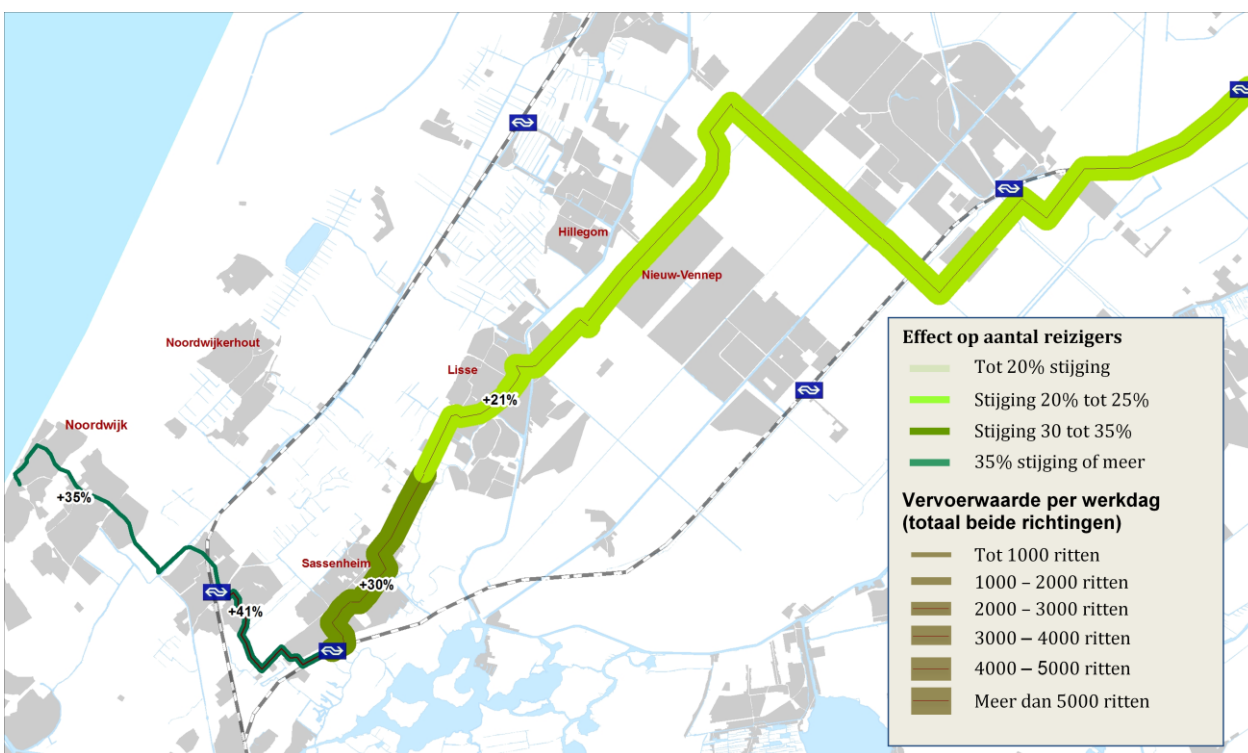 Hillegom
Nieuw-Vennep
Noordwijkerhout
Lisse
+21%
Noordwijk
+35%
Sassenheim
+30%
+41%
Effect op aantal reizigers
Tot 20% stijging
Stijging 20% tot 25%
Stijging 30 tot 35%
35% stijging of meer
Vervoerwaarde per werkdag
(totaal beide richtingen)
Tot 1000 ritten
1000 – 2000 ritten
2000 – 3000 ritten
3000 – 4000 ritten
4000 – 5000 ritten
Meer dan 5000 ritten